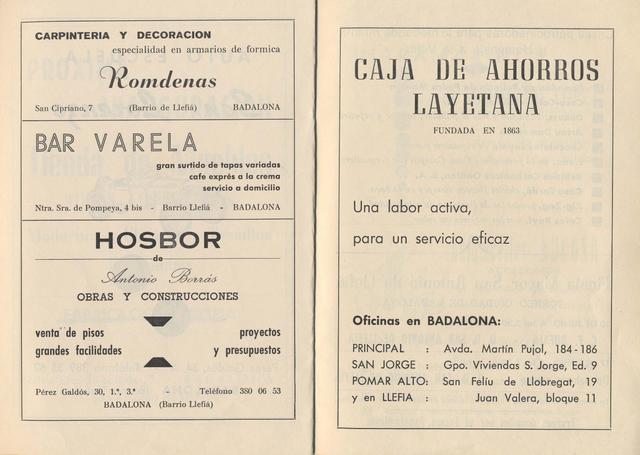 CARPINTERIA Y DECORACION
especialidad en armarios de formica
Romdenas
San Cipriano, 7 (Barrio de Llefiá) BADALONA
BAR VARELA
gran surtido de tapas variadas
cafe exprés a la crema
servicio a domicilio
Ntra. Sra. de Pompeya, 4 bis - Barrio Llefiá - BADALONA
HOSBOR
de
Antonio Borrás
OBRAS Y CONSTRUCCIONES
venta de pisos proyectos
grandes facilidades y presupuestos
Pérez Galdós, 30, 1.º, 3.ª - Teléfono 380 06 53
BADALONA (Barrio Llefiá)
CAJA DE AHORROS
LAYETANA
FUNDADA EN 1863
Una labor activa,
para un servicio eficaz
Oficinas en BADALONA:
PRINCIPAL : Avda. Martín Pujol, 184-186
SAN JORGE : Gpo. Viviendas S. Jorge, Ed. 9
POMAR ALTO: San Felíu de Llobregat, 19
y en LLEFIA : Juan Valera, bloque 11